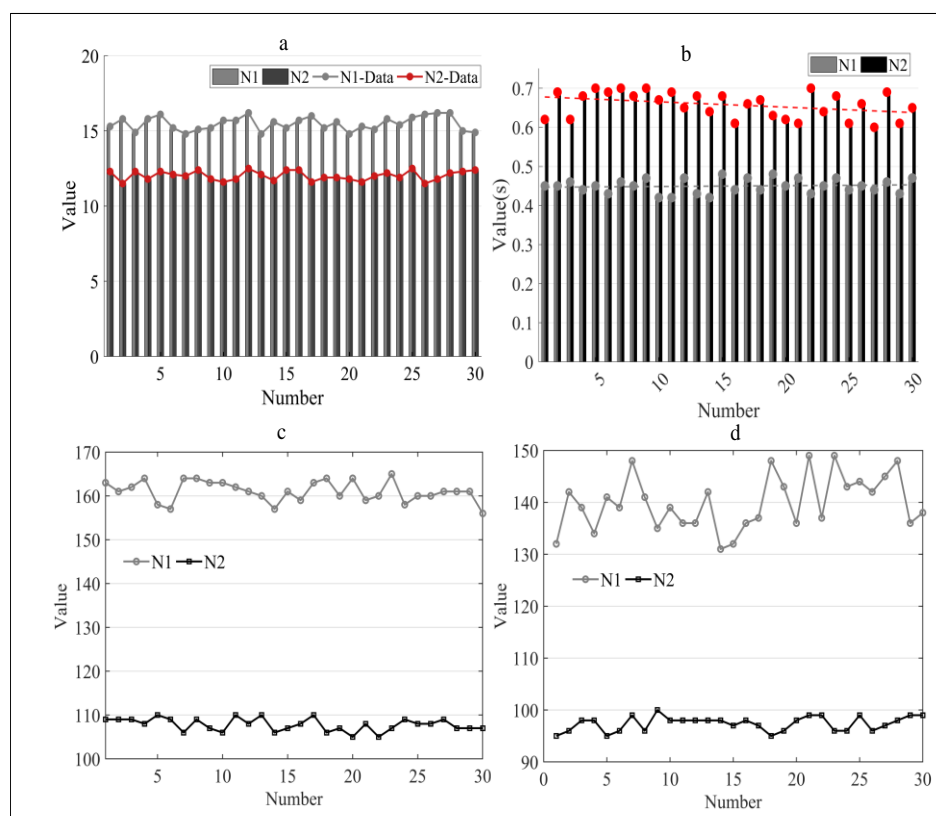 a
20
15
10
5
0
Value
N1 N2 N1-Data N2-Data
5 10 15 20 25 30
Number
b
N1 N2
0.7
0.6
0.5
0.4
0.3
0.2
0.1
0
Value(s)
5 10 15 20 25 30
Number
c
170
160
150
140
130
120
110
100
Value
N1 N2
5 10 15 20 25 30
Number
d
150
140
130
120
110
100
90
Value
N1 N2
0 5 10 15 20 25 30
Number